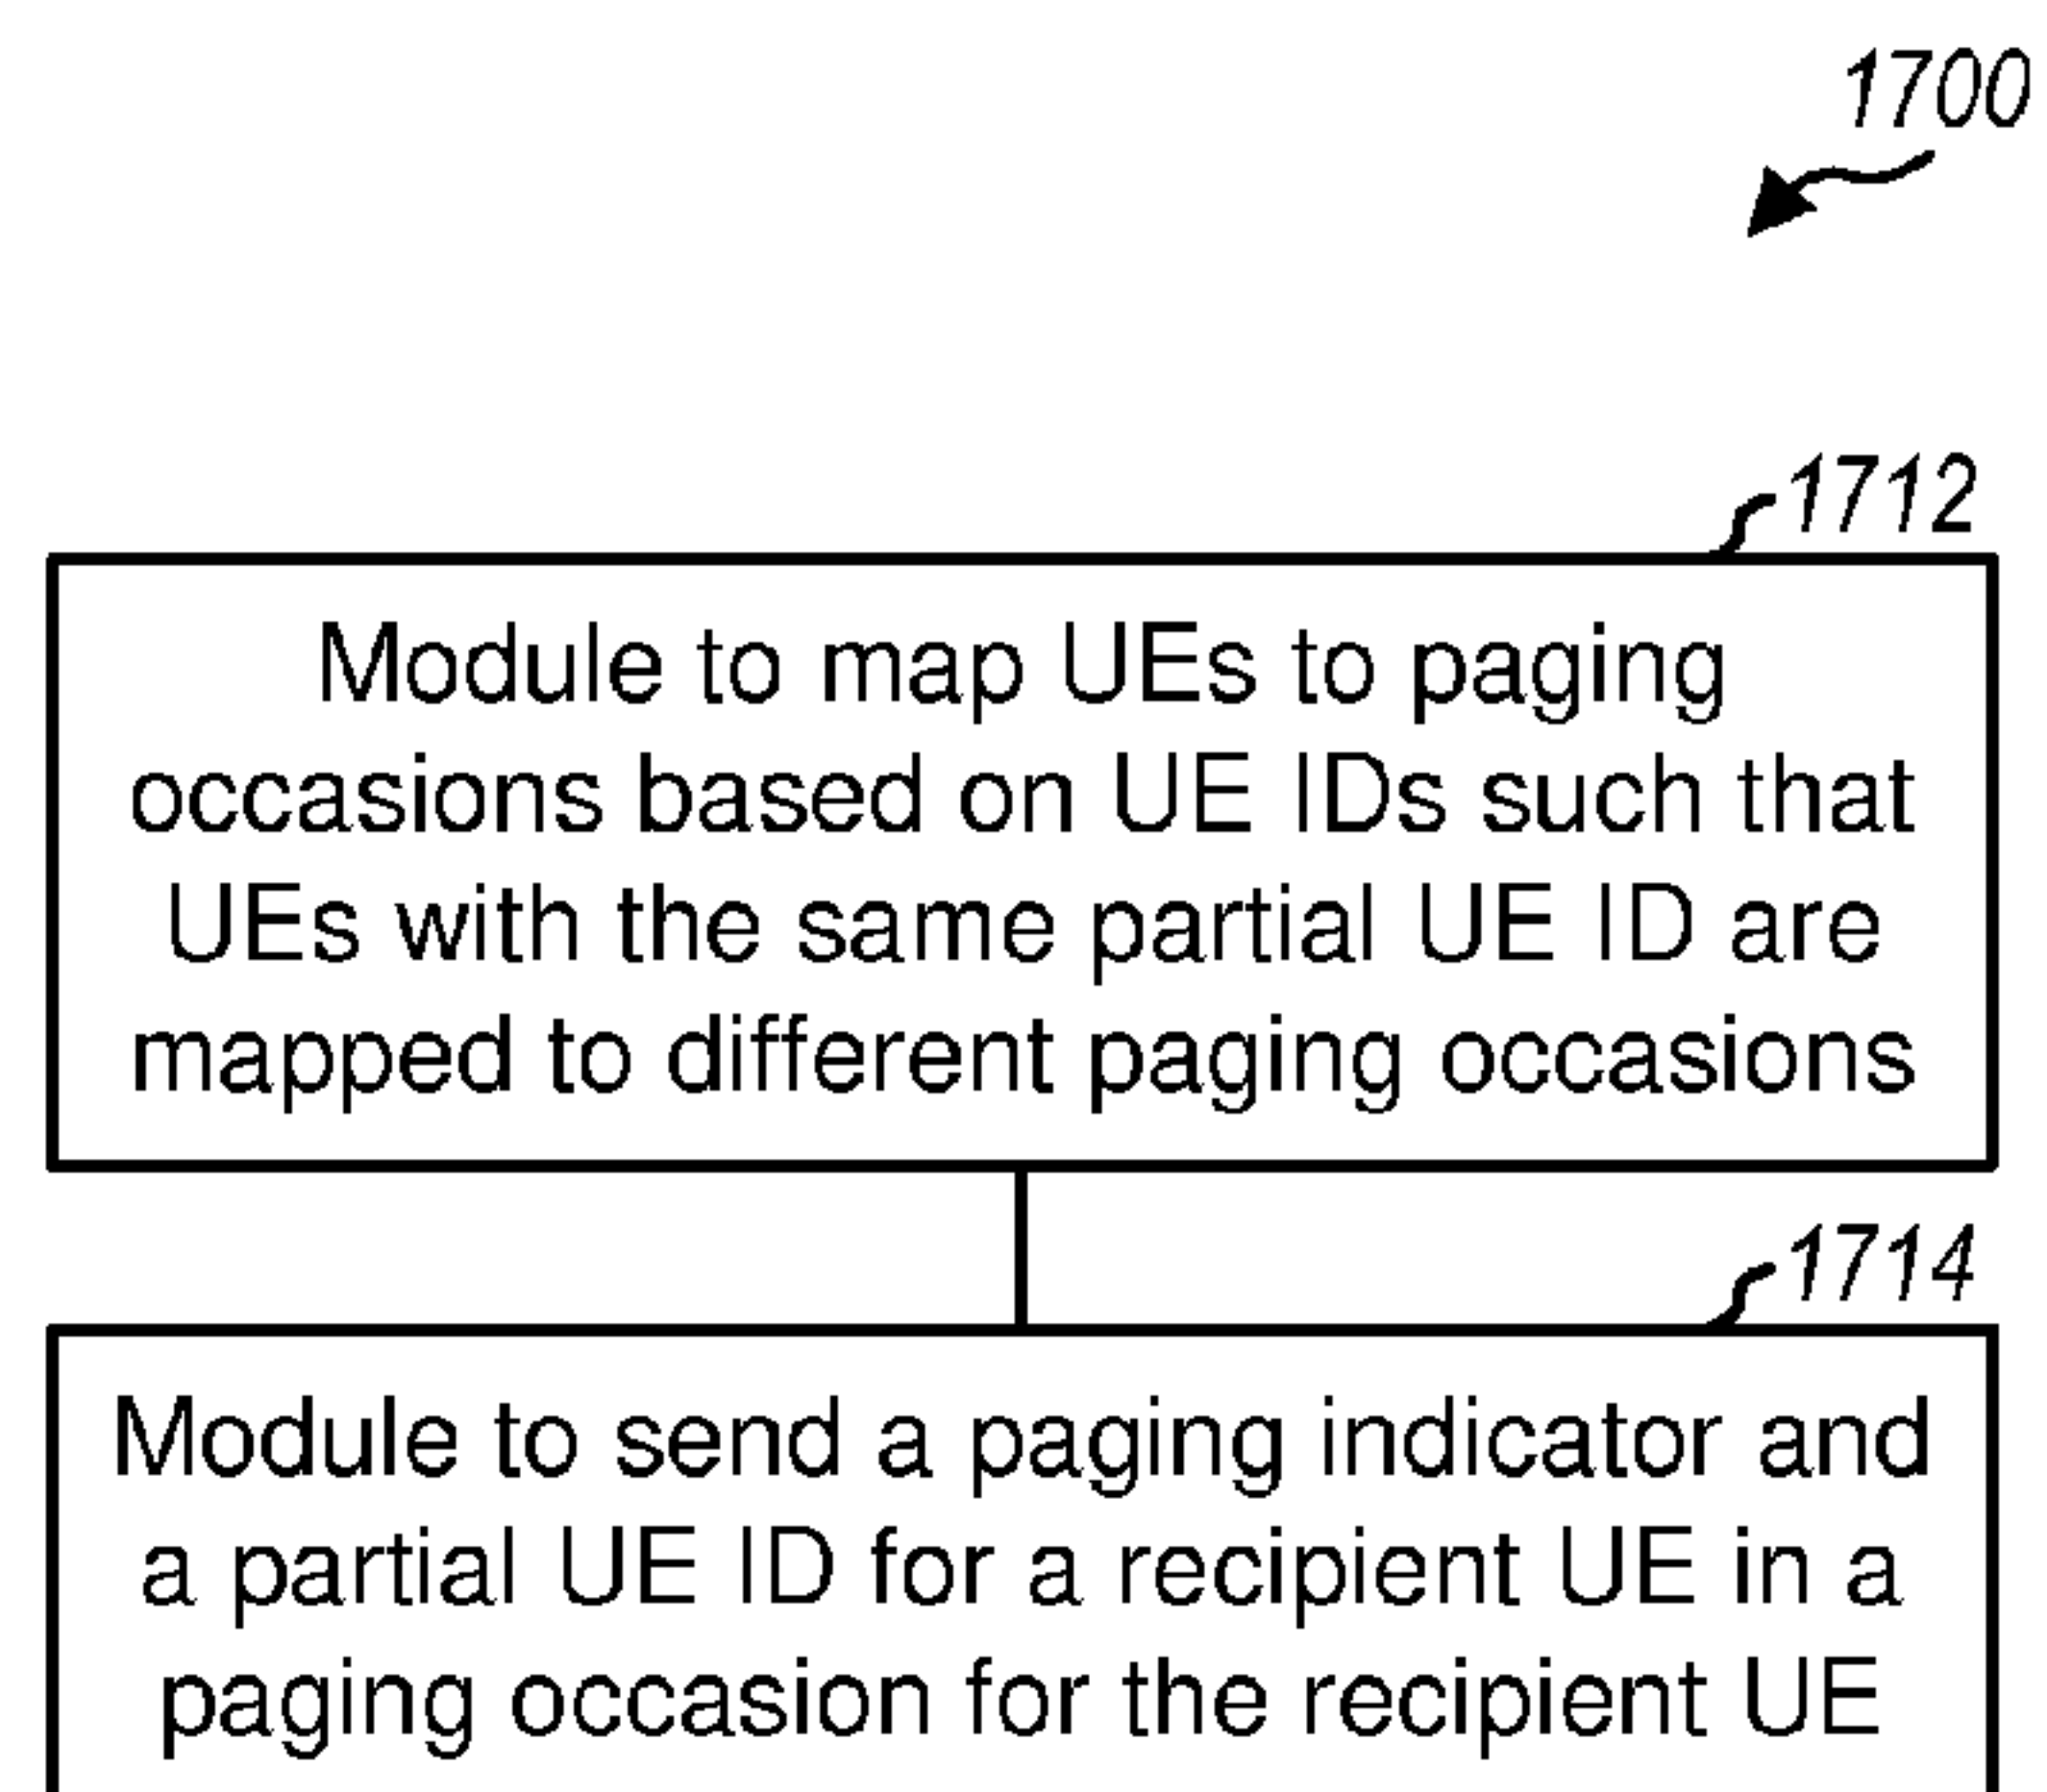 1700
1712
Module to map UEs to paging
occasions based on UE IDs such that
UEs with the same partial UE ID are
mapped to different paging occasions
1714
Module to send a paging indicator and
a partial UE ID for a recipient UE in a
paging occasion for the recipient UE